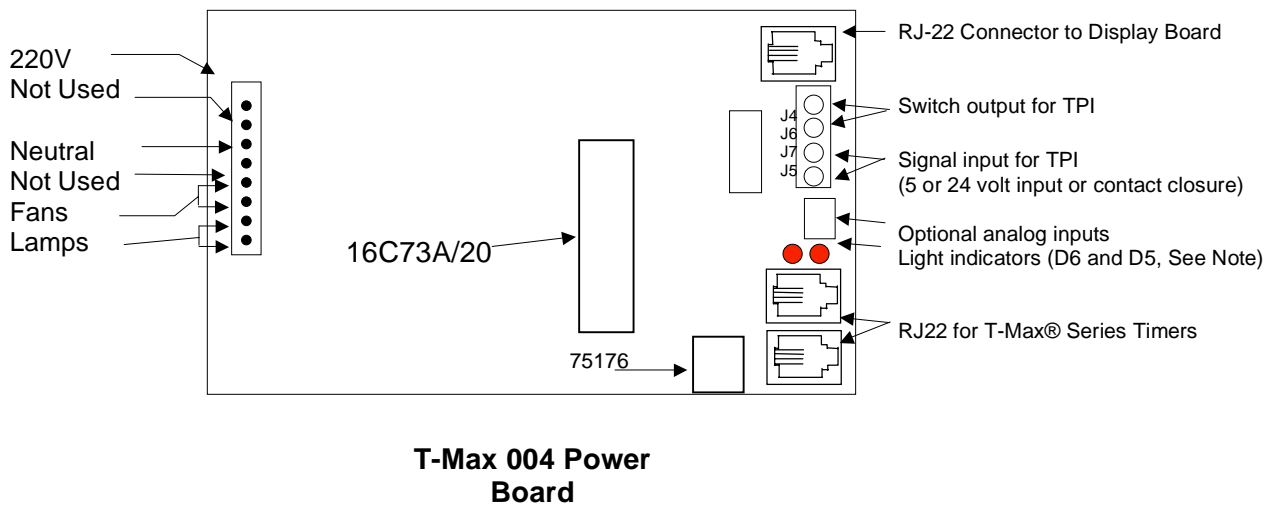 220V
Not Used
Neutral
Not Used
Fans
Lamps
16C73A/20
75176
J4
J6
J7
J5
RJ-22 Connector to Display Board
Switch output for TPI
Signal input for TPI
(5 or 24 volt input or contact closure)
Optional analog inputs
Light indicators (D6 and D5, See Note)
RJ22 for T-Max® Series Timers
T-Max 004 Power
Board